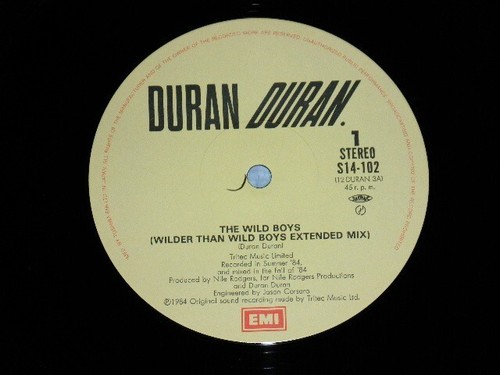 DURAN DURAN.
1
STEREO
S14-102
(12 DURAN 3A)
45 r. p. m.
THE WILD BOYS
(WILDER THAN WILD BOYS EXTENDED MIX)
(Duran Duran)
Tritec Music Limited
Recorded in Summer '84,
and mixed in the fall of '84
Produced by Nile Rodgers, for Nile Rodgers Productions
and Duran Duran
Engineered by Jason Corsaro
Ⓟ1984 Original sound recording made by Tritec Music Ltd.
EMI